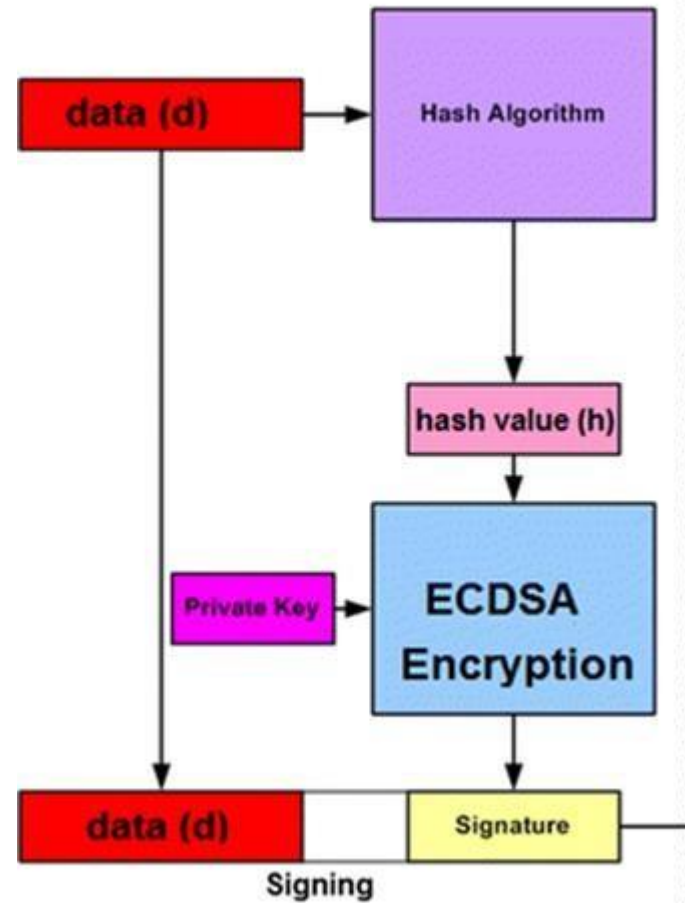 data (d)
Hash Algorithm
hash value (h)
Private Key
ECDSA
Encryption
data (d)
Signature
Signing